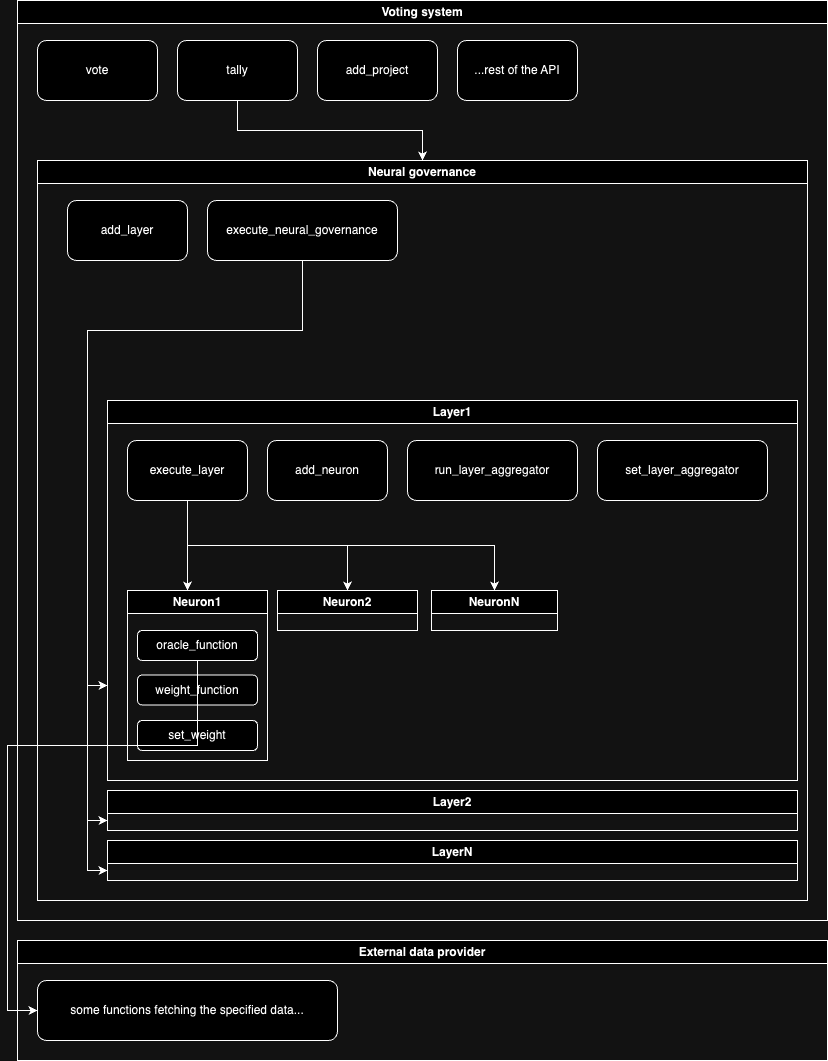 Voting system
vote
tally
add_project
...rest of the API
Neural governance
add_layer
execute_neural_governance
Layer1
execute_layer
add_neuron
run_layer_aggregator
set_layer_aggregator
Neuron1
Neuron2
NeuronN
oracle_function
weight_function
set_weight
Layer2
LayerN
External data provider
some functions fetching the specified data...